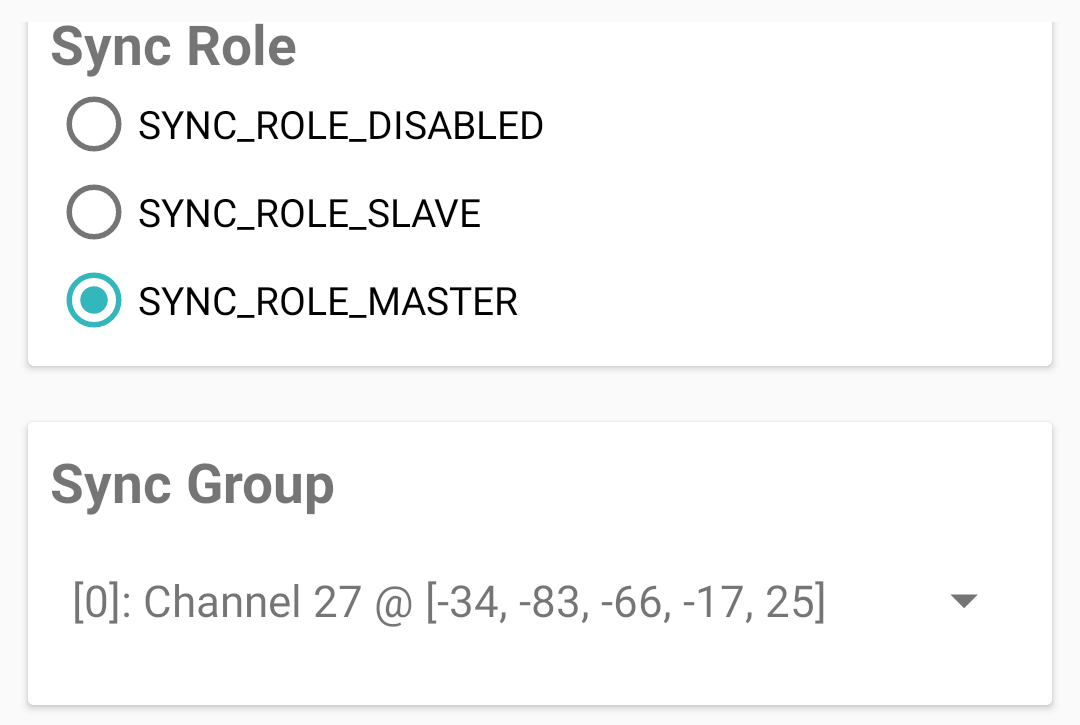 Sync Role
SYNC_ROLE_DISABLED
SYNC_ROLE_SLAVE
SYNC_ROLE_MASTER
Sync Group
[0]: Channel 27 @ [-34, -83, -66, -17, 25]